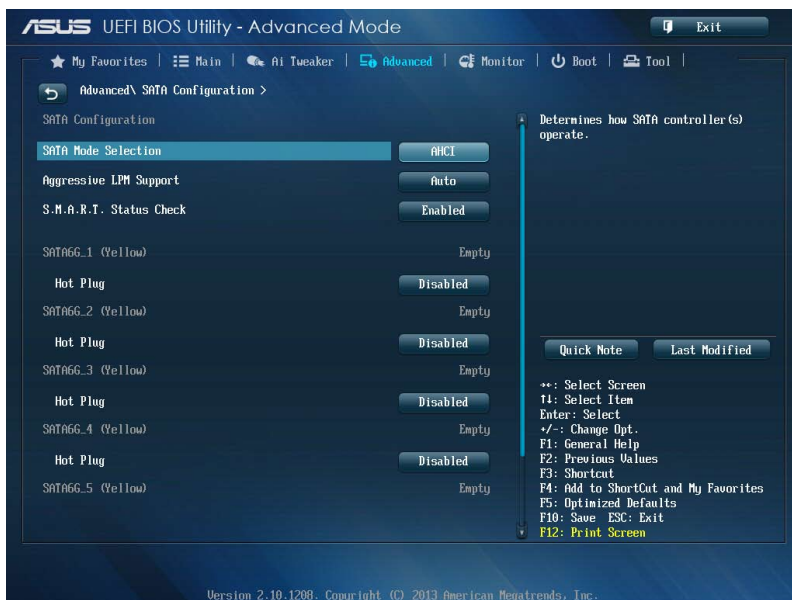 ASUS UEFI BIOS Utility - Advanced Mode
Exit
My Favorites | Main | Ai Tweaker | Advanced | Monitor | Boot | Tool |
Advanced\ SATA Configuration >
SATA Configuration
SATA Mode Selection AHCI
Aggressive LPM Support Auto
S.M.A.R.T. Status Check Enabled
SATA6G_1 (Yellow) Empty
Hot Plug Disabled
SATA6G_2 (Yellow) Empty
Hot Plug Disabled
SATA6G_3 (Yellow) Empty
Hot Plug Disabled
SATA6G_4 (Yellow) Empty
Hot Plug Disabled
SATA6G_5 (Yellow) Empty
Determines how SATA controller(s)
operate.
Quick Note Last Modified
→←: Select Screen
↑↓: Select Item
Enter: Select
+/-: Change Opt.
F1: General Help
F2: Previous Values
F3: Shortcut
F4: Add to ShortCut and My Favorites
F5: Optimized Defaults
F10: Save ESC: Exit
F12: Print Screen
Version 2.10.1208. Copyright (C) 2013 American Megatrends, Inc.